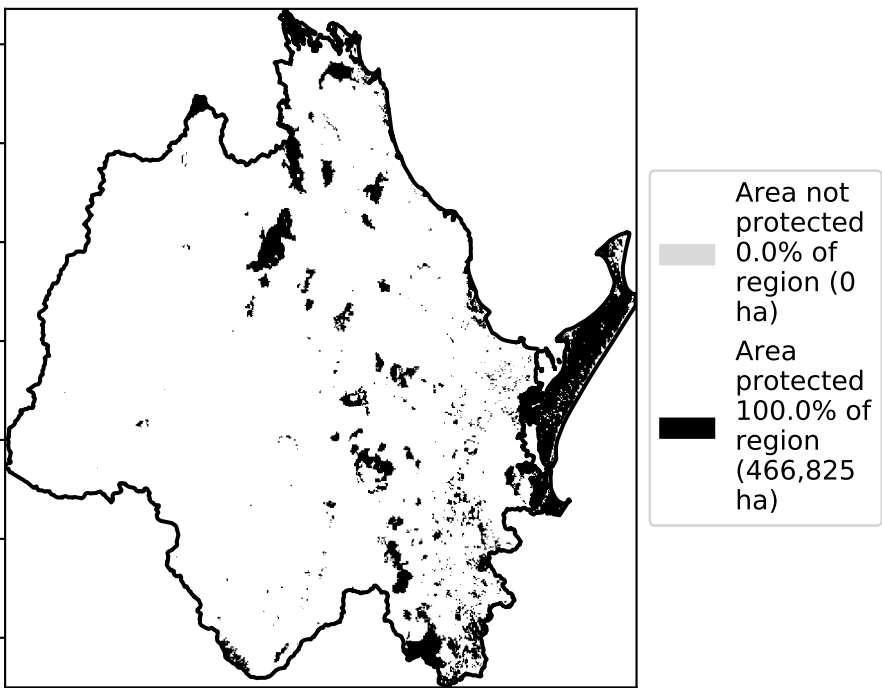 Area not
protected
0.0% of
region (0
ha)
Area
protected
100.0% of
region
(466,825
ha)